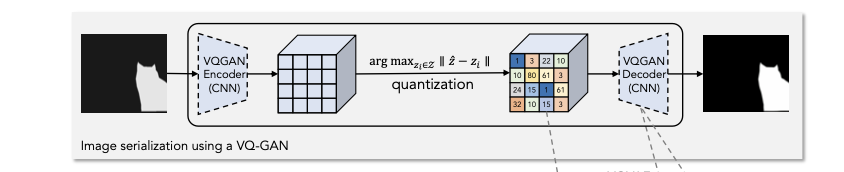 VQGAN
Encoder
(CNN)
arg max_{z_i∈Z} ∥ ẑ − z_i ∥
quantization
1 3 22 10
10 80 61 3
24 15 1 61
32 10 15 3
VQGAN
Decoder
(CNN)
Image serialization using a VQ-GAN